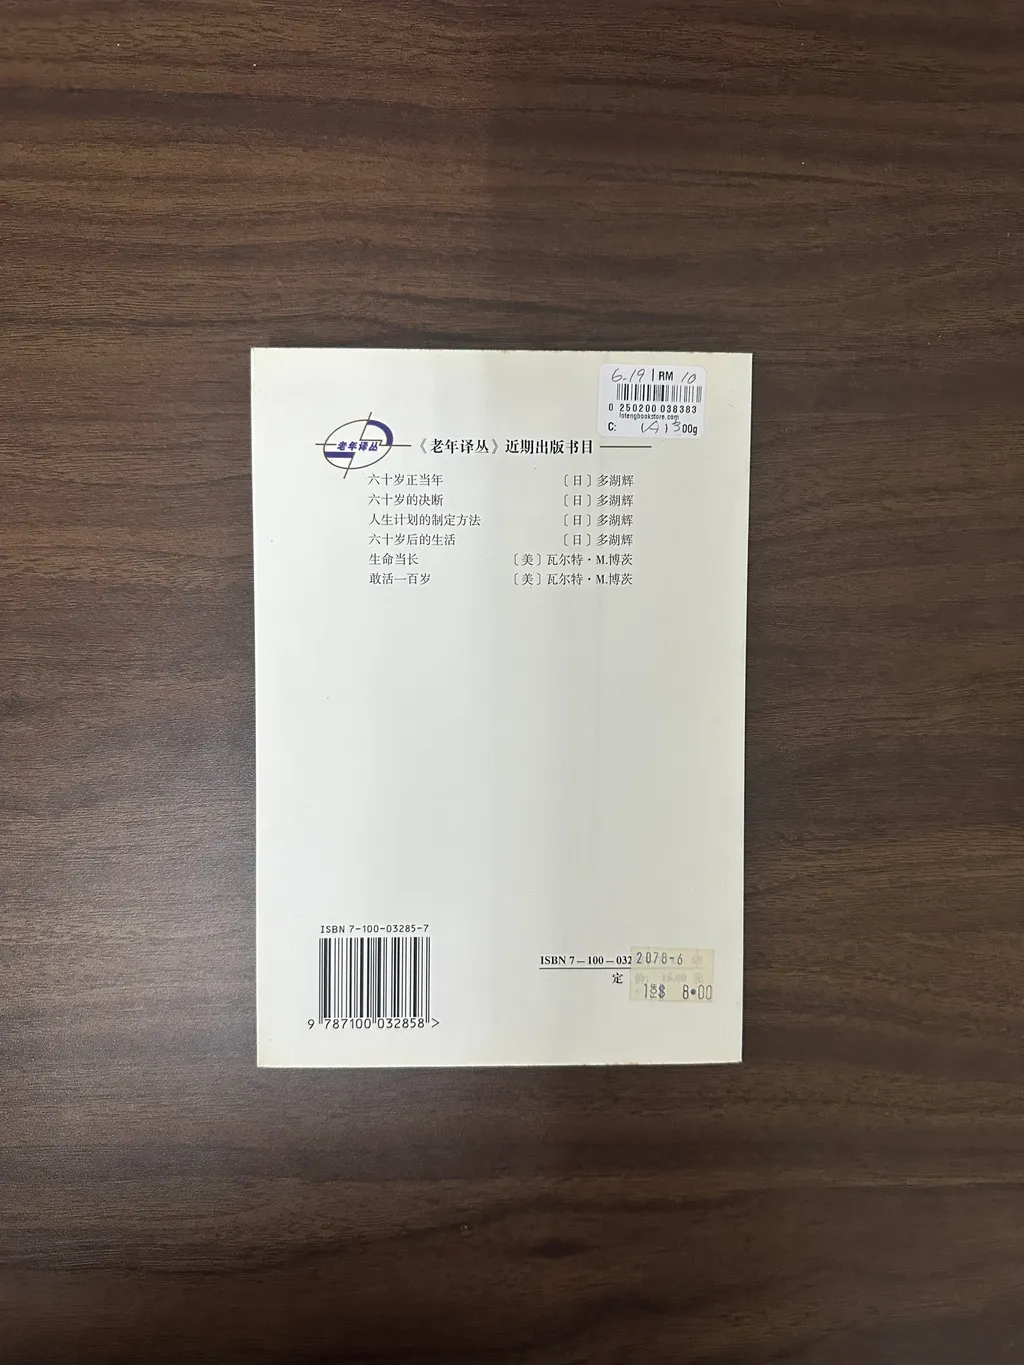 6-19 | RM 10
0 250200 038383
lotengbookstore.com
C: (A) 300g
老年译丛
《老年译丛》近期出版书目
六十岁正当年 〔日〕多湖辉
六十岁的决断 〔日〕多湖辉
人生计划的制定方法 〔日〕多湖辉
六十岁后的生活 〔日〕多湖辉
生命当长 〔美〕瓦尔特·M.博茨
敢活一百岁 〔美〕瓦尔特·M.博茨
ISBN 7-100-03285-7
9 787100 032858 >
ISBN 7-100-032
定
2078-6
$ 8.00